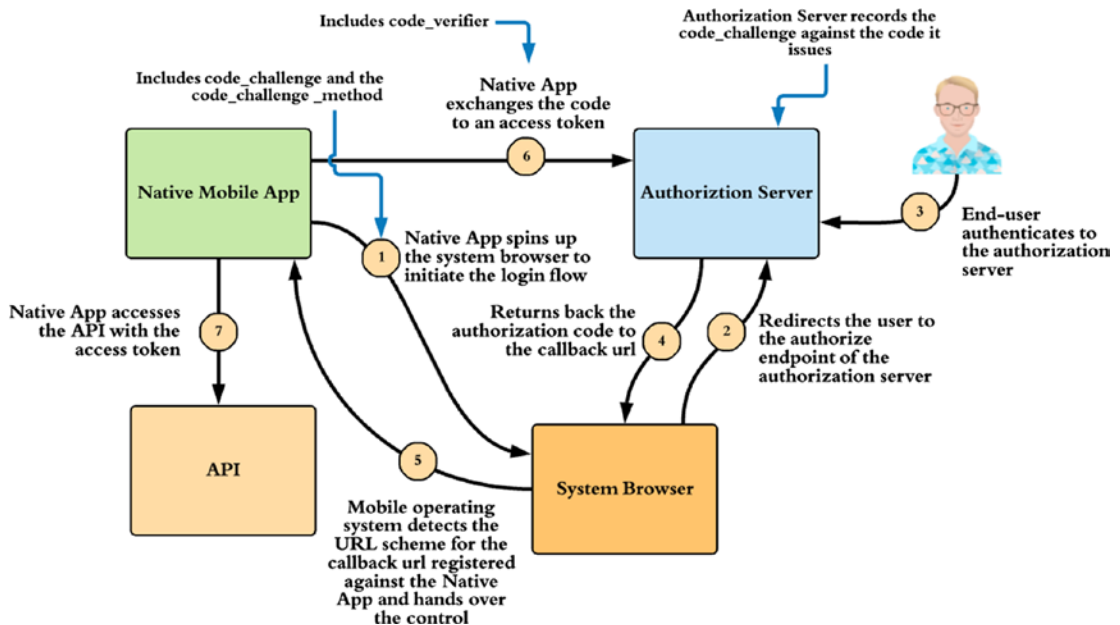 Includes code_verifier
Authorization Server records the
code_challenge against the code it
issues
Includes code_challenge and the
code_challenge _method
Native App
exchanges the code
to an access token
6
Native Mobile App
Authoriztion Server
3
End-user
authenticates to
the authorization
server
1
Native App spins up
the system browser to
initiate the login flow
Native App accesses
the API with the
access token
7
Returns back the
authorization code to
the callback url
4
2
Redirects the user to
the authorize
endpoint of the
authorization server
API
5
System Browser
Mobile operating
system detects the
URL scheme for the
callback url registered
against the Native
App and hands over
the control